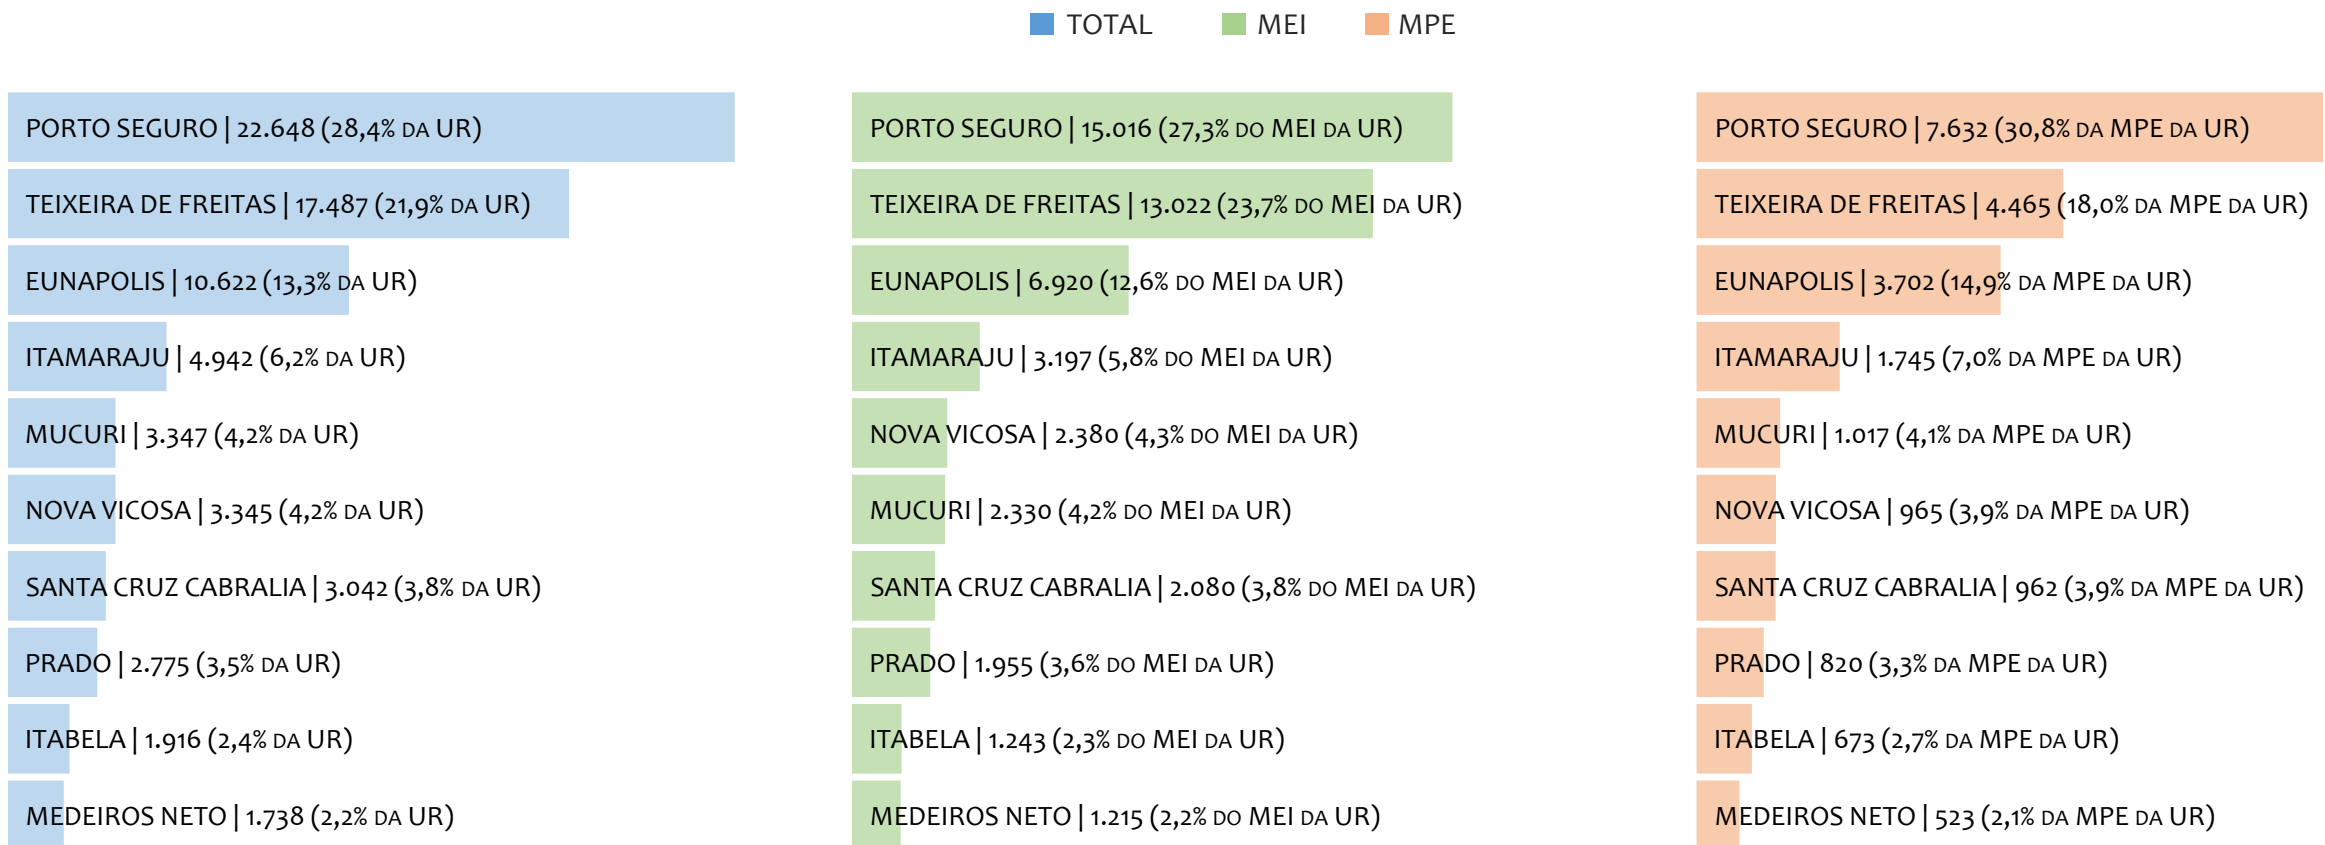 TOTAL MEI MPE
PORTO SEGURO | 22.648 (28,4% DA UR)
TEIXEIRA DE FREITAS | 17.487 (21,9% DA UR)
EUNAPOLIS | 10.622 (13,3% DA UR)
ITAMARAJU | 4.942 (6,2% DA UR)
MUCURI | 3.347 (4,2% DA UR)
NOVA VICOSA | 3.345 (4,2% DA UR)
SANTA CRUZ CABRALIA | 3.042 (3,8% DA UR)
PRADO | 2.775 (3,5% DA UR)
ITABELA | 1.916 (2,4% DA UR)
MEDEIROS NETO | 1.738 (2,2% DA UR)
PORTO SEGURO | 15.016 (27,3% DO MEI DA UR)
TEIXEIRA DE FREITAS | 13.022 (23,7% DO MEI DA UR)
EUNAPOLIS | 6.920 (12,6% DO MEI DA UR)
ITAMARAJU | 3.197 (5,8% DO MEI DA UR)
NOVA VICOSA | 2.380 (4,3% DO MEI DA UR)
MUCURI | 2.330 (4,2% DO MEI DA UR)
SANTA CRUZ CABRALIA | 2.080 (3,8% DO MEI DA UR)
PRADO | 1.955 (3,6% DO MEI DA UR)
ITABELA | 1.243 (2,3% DO MEI DA UR)
MEDEIROS NETO | 1.215 (2,2% DO MEI DA UR)
PORTO SEGURO | 7.632 (30,8% DA MPE DA UR)
TEIXEIRA DE FREITAS | 4.465 (18,0% DA MPE DA UR)
EUNAPOLIS | 3.702 (14,9% DA MPE DA UR)
ITAMARAJU | 1.745 (7,0% DA MPE DA UR)
MUCURI | 1.017 (4,1% DA MPE DA UR)
NOVA VICOSA | 965 (3,9% DA MPE DA UR)
SANTA CRUZ CABRALIA | 962 (3,9% DA MPE DA UR)
PRADO | 820 (3,3% DA MPE DA UR)
ITABELA | 673 (2,7% DA MPE DA UR)
MEDEIROS NETO | 523 (2,1% DA MPE DA UR)